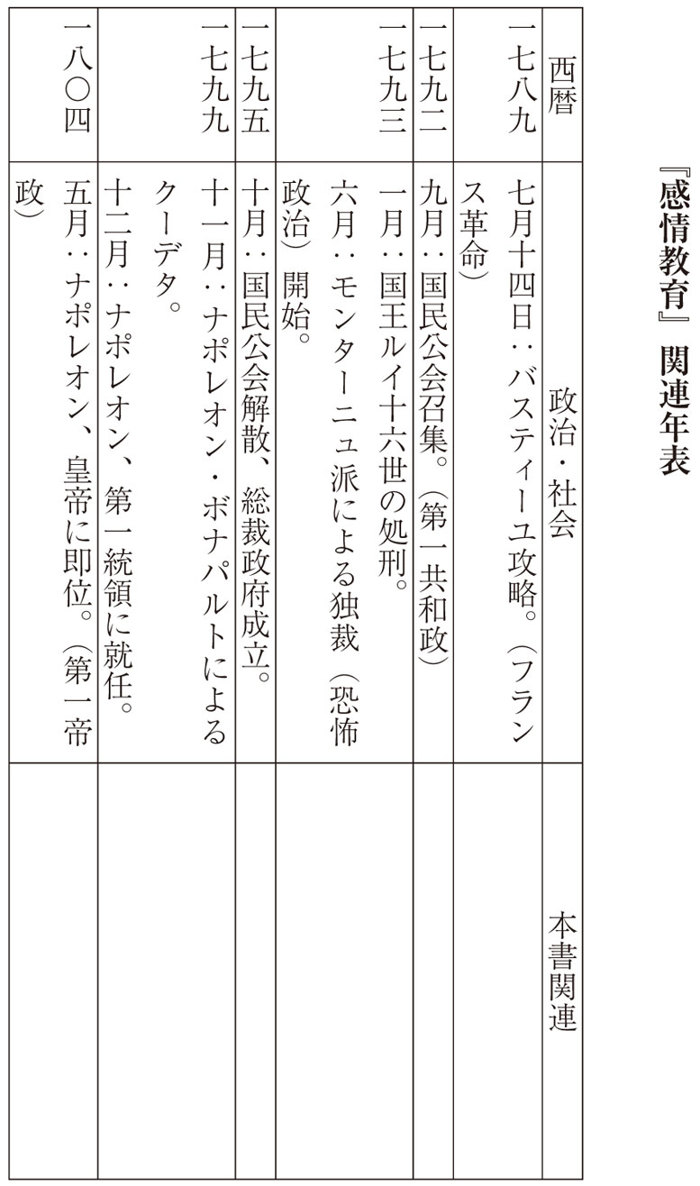 『感情教育』関連年表
西暦
政治・社会
本書関連
一七八九
七月十四日：バスティーユ攻略。（フラン
ス革命）
一七九二
九月：国民公会召集。（第一共和政）
一七九三
一月：国王ルイ十六世の処刑。
六月：モンターニュ派による独裁（恐怖
政治）開始。
一七九五
十月：国民公会解散、総裁政府成立。
一七九九
十一月：ナポレオン・ボナパルトによる
クーデタ。
十二月：ナポレオン、第一統領に就任。
一八〇四
五月：ナポレオン、皇帝に即位。（第一帝
政）